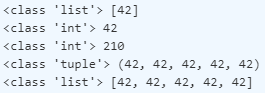 <class 'list'> [42]
<class 'int'> 42
<class 'int'> 210
<class 'tuple'> (42, 42, 42, 42, 42)
<class 'list'> [42, 42, 42, 42, 42]